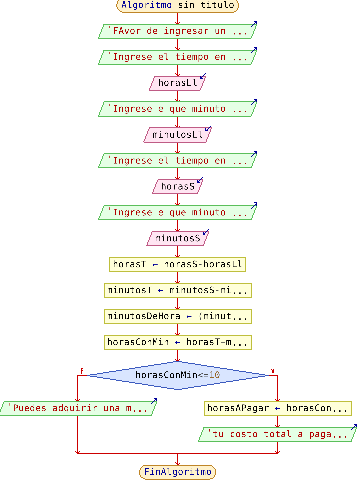 Algoritmo sin_titulo
'FAvor de ingresar un ...
'Ingrese el tiempo en ...
horasLl
'Ingrese e que minuto ...
minutosLl
'Ingrese el tiempo en ...
horasS
'Ingrese e que minuto ...
minutosS
horasT ← horasS-horasLl
minutosT ← minutosS-mi...
minutosDeHora ← (minut...
horasConMin ← horasT-m...
horasConMin<=10
F
V
'Puedes adquirir una m...
horasAPagar ← horasCon...
'tu costo total a paga...
FinAlgoritmo